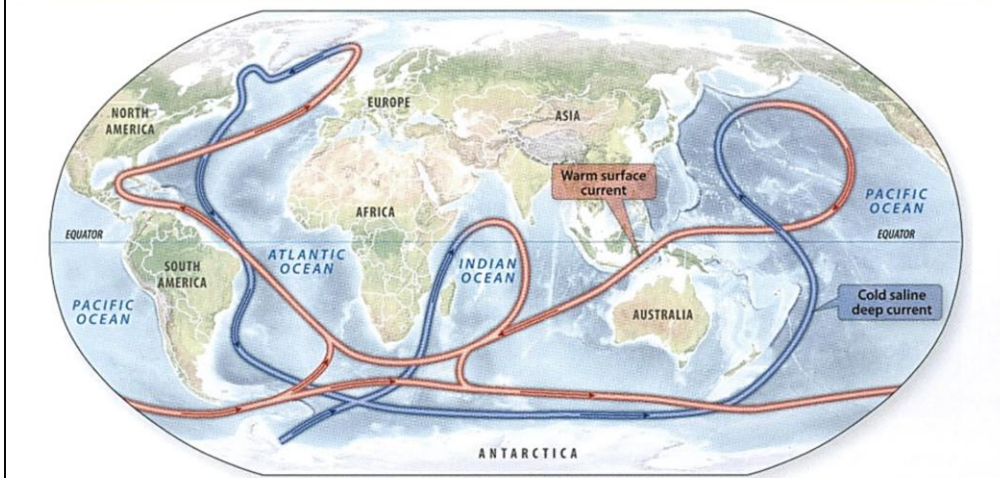 NORTH
AMERICA
EUROPE
ASIA
Warm surface
current
PACIFIC
OCEAN
AFRICA
EQUATOR
EQUATOR
ATLANTIC
OCEAN
INDIAN
OCEAN
SOUTH
AMERICA
PACIFIC
OCEAN
AUSTRALIA
Cold saline
deep current
ANTARCTICA